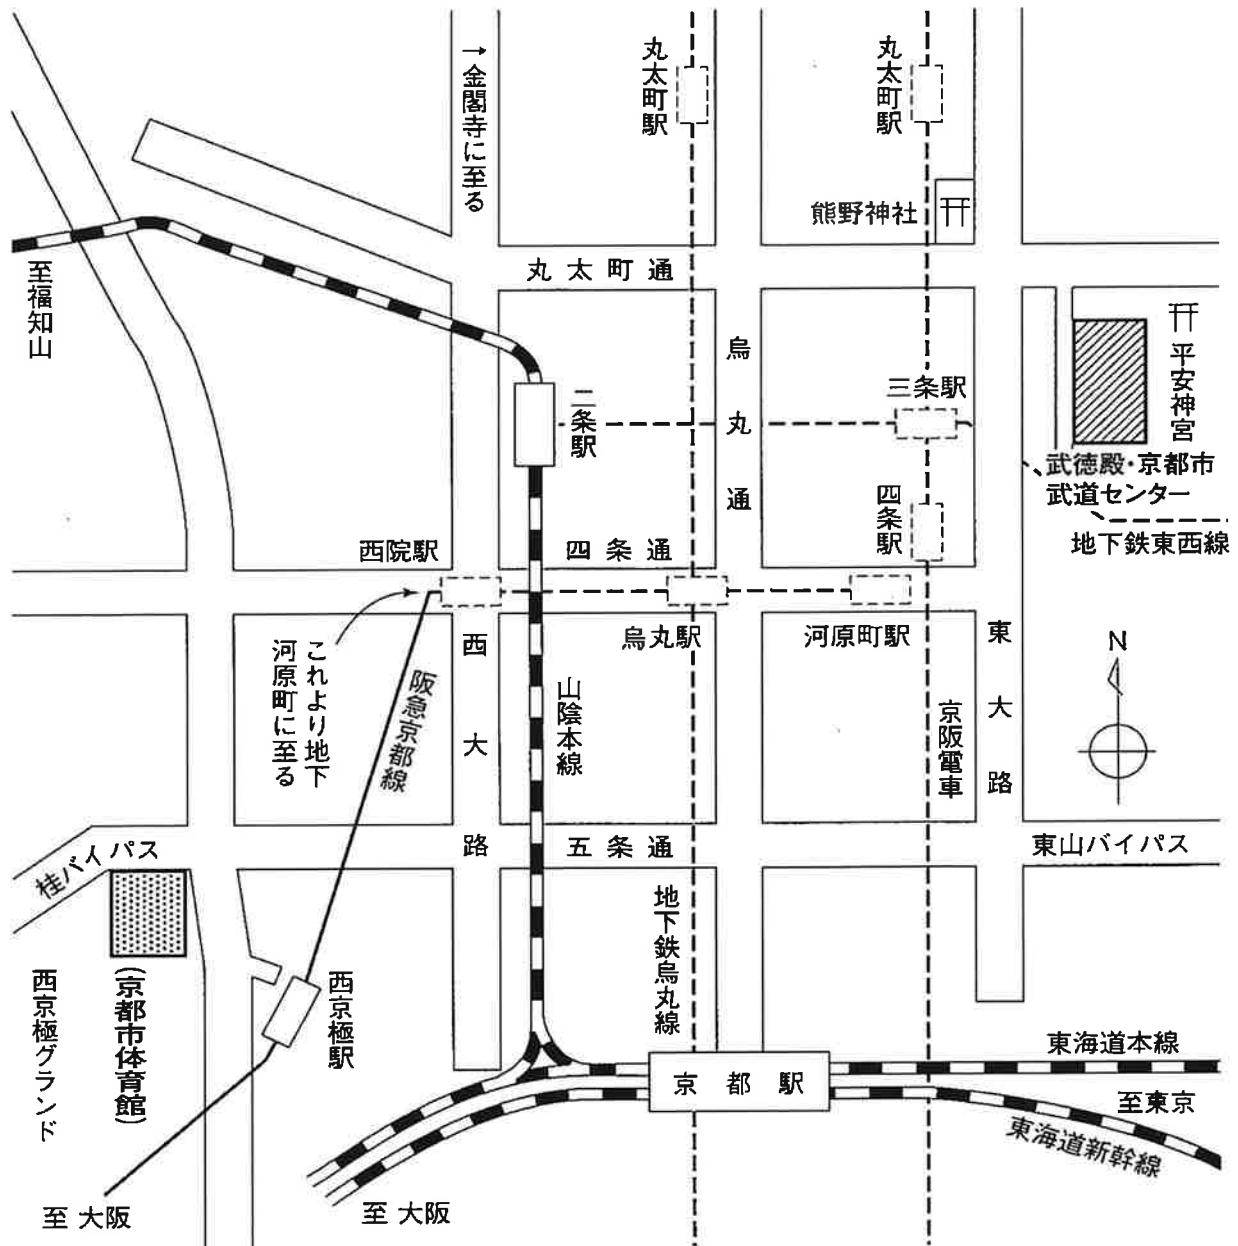 →金閣寺に至る
丸太町駅
丸太町駅
熊野神社
至福知山
丸太町通
烏丸通
二条駅
三条駅
平安神宮
武徳殿・京都市
武道センター
地下鉄東西線
四条駅
西院駅
四条通
烏丸駅
河原町駅
これより地下
河原町に至る
阪急京都線
西大路
山陰本線
京阪電車
東大路
N
桂バイパス
五条通
東山バイパス
地下鉄烏丸線
西京極グランド
(京都市体育館)
西京極駅
京都駅
東海道本線
至東京
東海道新幹線
至 大阪
至 大阪